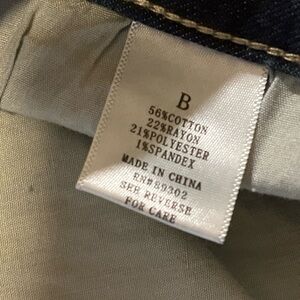 B
56%COTTON
22%RAYON
21%POLYESTER
1%SPANDEX
MADE IN CHINA
RN#89302
SEE REVERSE
FOR CARE